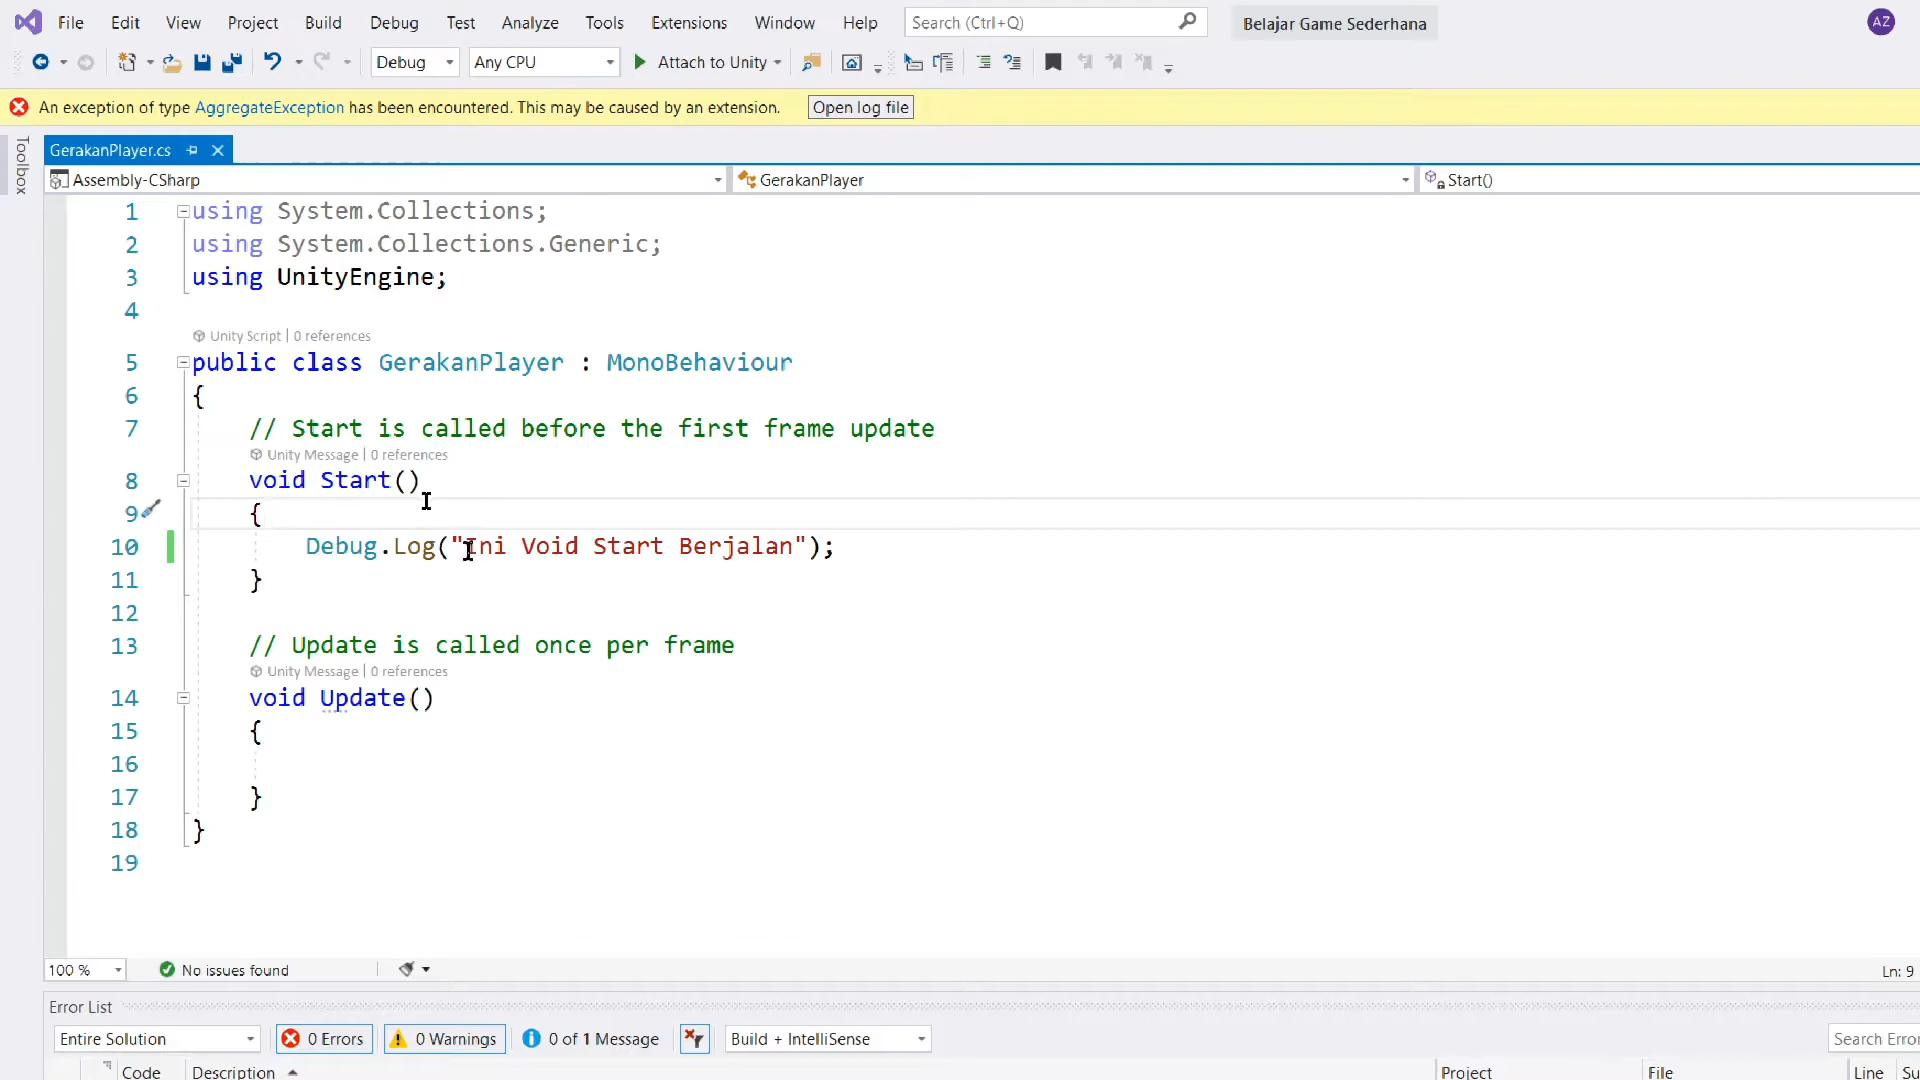 File Edit View Project Build Debug Test Analyze Tools Extensions Window Help Search (Ctrl+Q) Belajar Game Sederhana AZ
Debug Any CPU Attach to Unity
An exception of type AggregateException has been encountered. This may be caused by an extension. Open log file
Toolbox
GerakanPlayer.cs
Assembly-CSharp GerakanPlayer Start()
1 using System.Collections;
2 using System.Collections.Generic;
3 using UnityEngine;
4
Unity Script | 0 references
5 public class GerakanPlayer : MonoBehaviour
6 {
7 // Start is called before the first frame update
Unity Message | 0 references
8 void Start()
9 {
10 Debug.Log("Ini Void Start Berjalan");
11 }
12
13 // Update is called once per frame
Unity Message | 0 references
14 void Update()
15 {
16
17 }
18 }
19
100 % No issues found Ln: 9
Error List
Entire Solution 0 Errors 0 Warnings 0 of 1 Message Build + IntelliSense Search Error
Code Description Project File Line Su